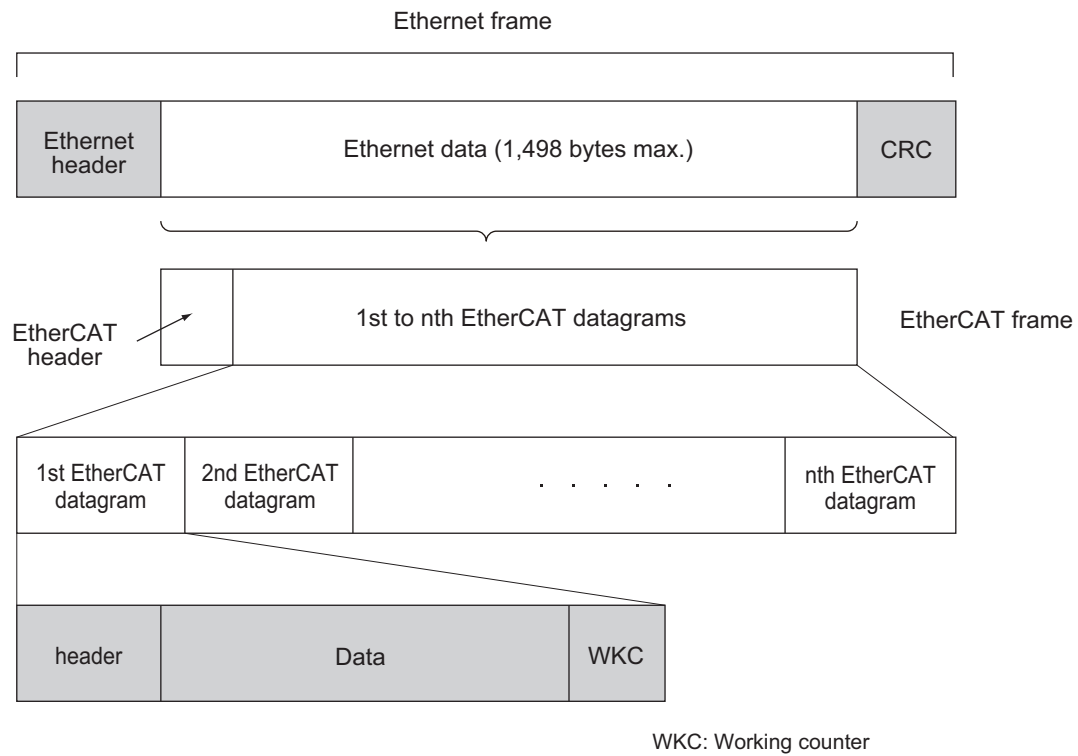 Ethernet frame
Ethernet
header
Ethernet data (1,498 bytes max.)
CRC
EtherCAT
header
1st to nth EtherCAT datagrams
EtherCAT frame
1st EtherCAT
datagram
2nd EtherCAT
datagram
. . . . .
nth EtherCAT
datagram
header
Data
WKC
WKC: Working counter